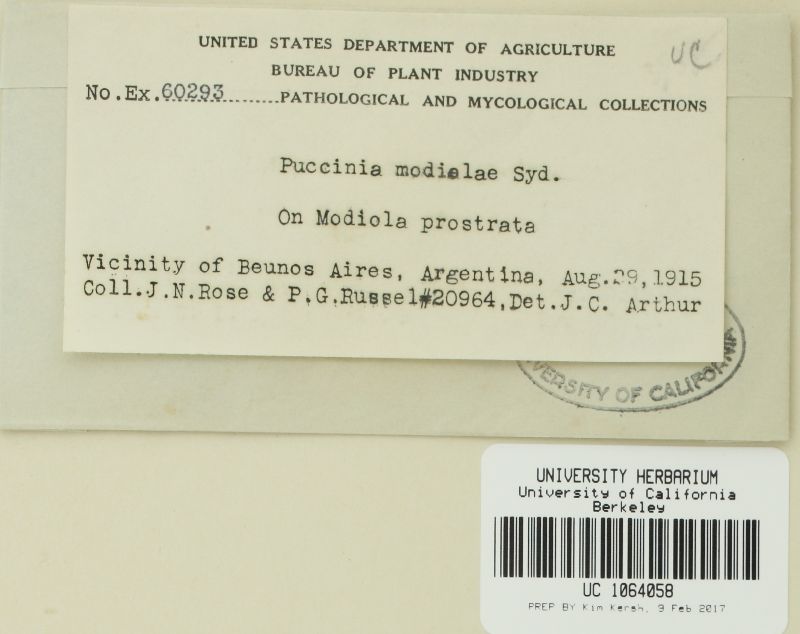 UNITED STATES DEPARTMENT OF AGRICULTURE
UC
BUREAU OF PLANT INDUSTRY
No.Ex.60293.........PATHOLOGICAL AND MYCOLOGICAL COLLECTIONS
Puccinia modiolae Syd.
On Modiola prostrata
Vicinity of Beunos Aires, Argentina, Aug.29,1915
Coll.J.N.Rose & P.G.Russel#20964,Det.J.C. Arthur
UNIVERSITY OF CALIFORNIA
UNIVERSITY HERBARIUM
University of California
Berkeley
UC 1064058
PREP BY Kim Kersh, 9 Feb 2017